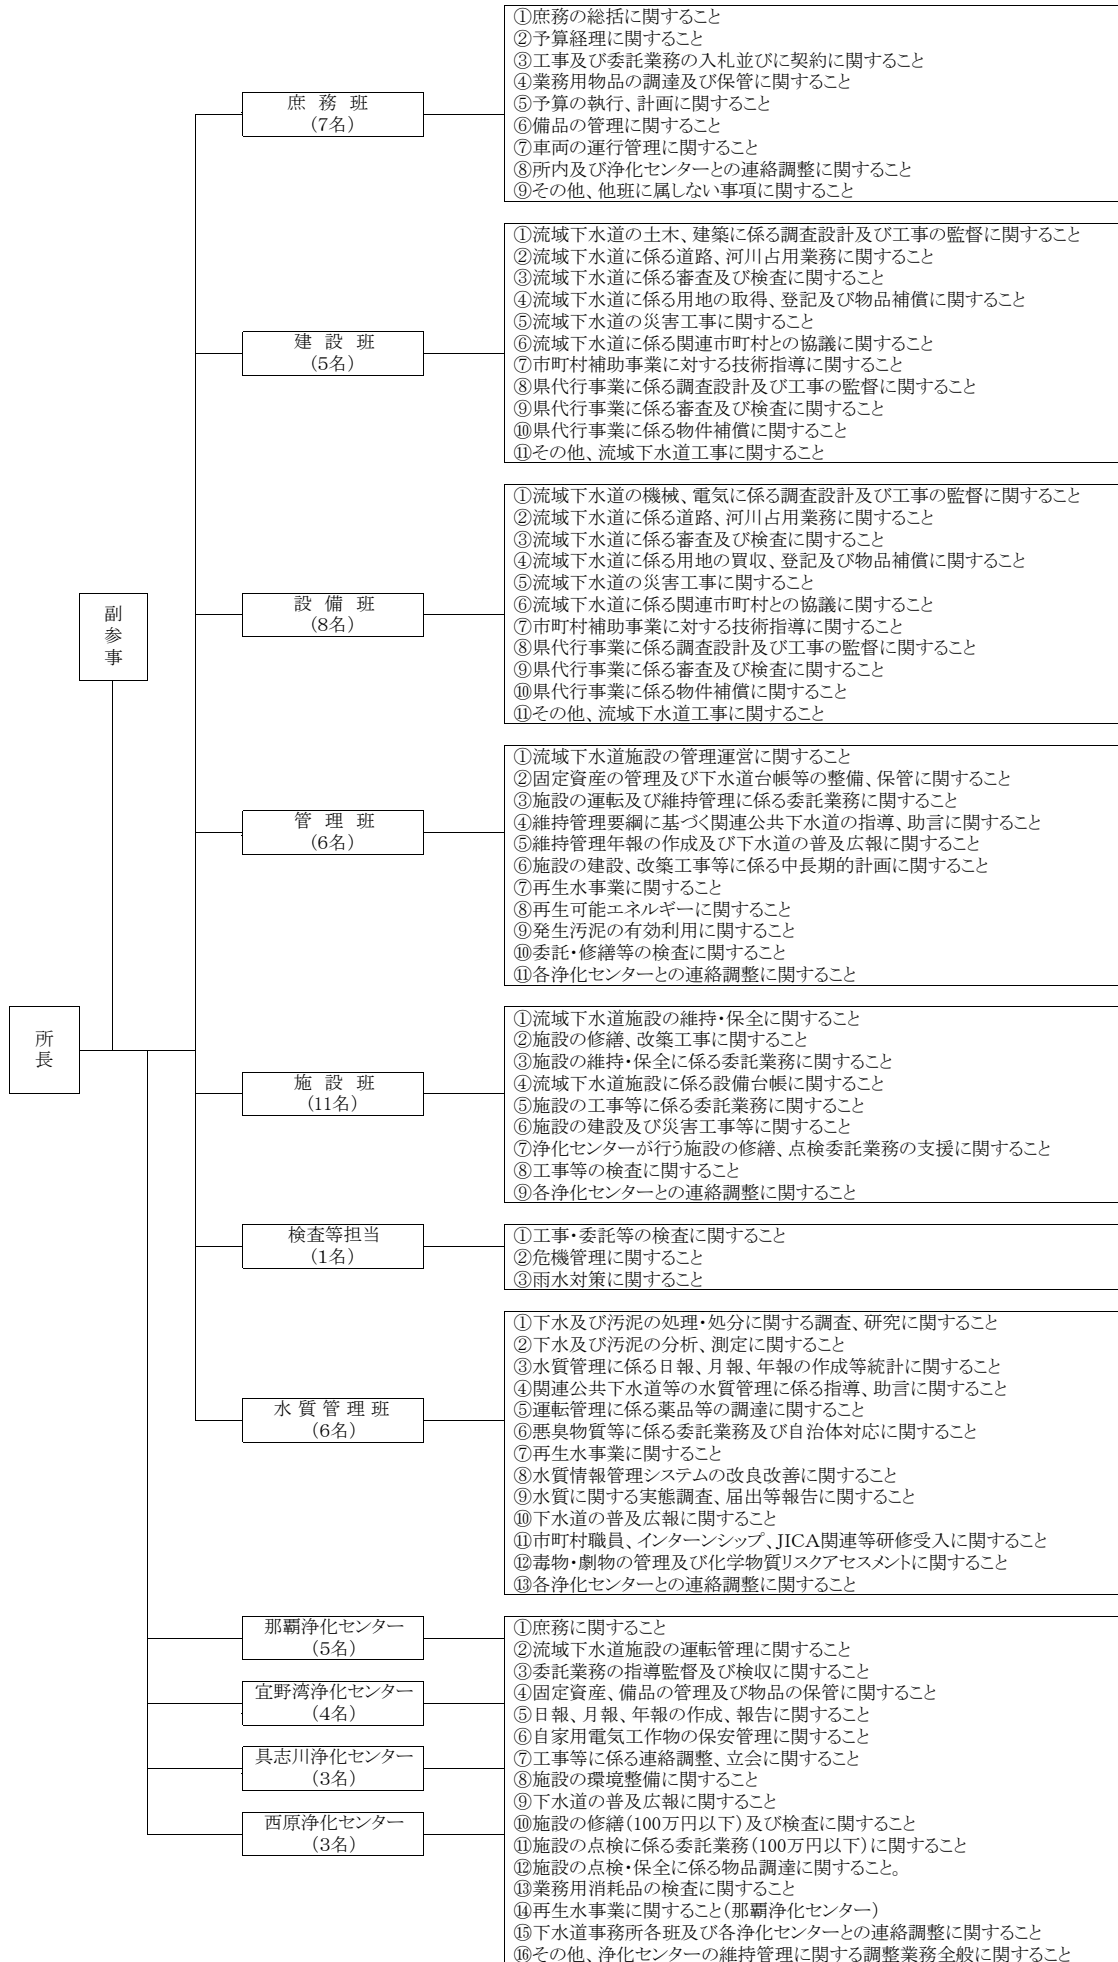 所長
副参事
庶務班
(7名)
①庶務の総括に関すること
②予算経理に関すること
③工事及び委託業務の入札並びに契約に関すること
④業務用物品の調達及び保管に関すること
⑤予算の執行、計画に関すること
⑥備品の管理に関すること
⑦車両の運行管理に関すること
⑧所内及び浄化センターとの連絡調整に関すること
⑨その他、他班に属しない事項に関すること
建設班
(5名)
①流域下水道の土木、建築に係る調査設計及び工事の監督に関すること
②流域下水道に係る道路、河川占用業務に関すること
③流域下水道に係る審査及び検査に関すること
④流域下水道に係る用地の取得、登記及び物品補償に関すること
⑤流域下水道の災害工事に関すること
⑥流域下水道に係る関連市町村との協議に関すること
⑦市町村補助事業に対する技術指導に関すること
⑧県代行事業に係る調査設計及び工事の監督に関すること
⑨県代行事業に係る審査及び検査に関すること
⑩県代行事業に係る物件補償に関すること
⑪その他、流域下水道工事に関すること
設備班
(8名)
①流域下水道の機械、電気に係る調査設計及び工事の監督に関すること
②流域下水道に係る道路、河川占用業務に関すること
③流域下水道に係る審査及び検査に関すること
④流域下水道に係る用地の買収、登記及び物品補償に関すること
⑤流域下水道の災害工事に関すること
⑥流域下水道に係る関連市町村との協議に関すること
⑦市町村補助事業に対する技術指導に関すること
⑧県代行事業に係る調査設計及び工事の監督に関すること
⑨県代行事業に係る審査及び検査に関すること
⑩県代行事業に係る物件補償に関すること
⑪その他、流域下水道工事に関すること
管理班
(6名)
①流域下水道施設の管理運営に関すること
②固定資産の管理及び下水道台帳等の整備、保管に関すること
③施設の運転及び維持管理に係る委託業務に関すること
④維持管理要綱に基づく関連公共下水道の指導、助言に関すること
⑤維持管理年報の作成及び下水道の普及広報に関すること
⑥施設の建設、改築工事等に係る中長期的計画に関すること
⑦再生水事業に関すること
⑧再生可能エネルギーに関すること
⑨発生汚泥の有効利用に関すること
⑩委託・修繕等の検査に関すること
⑪各浄化センターとの連絡調整に関すること
施設班
(11名)
①流域下水道施設の維持・保全に関すること
②施設の修繕、改築工事に関すること
③施設の維持・保全に係る委託業務に関すること
④流域下水道施設に係る設備台帳に関すること
⑤施設の工事等に係る委託業務に関すること
⑥施設の建設及び災害工事等に関すること
⑦浄化センターが行う施設の修繕、点検委託業務の支援に関すること
⑧工事等の検査に関すること
⑨各浄化センターとの連絡調整に関すること
検査等担当
(1名)
①工事・委託等の検査に関すること
②危機管理に関すること
③雨水対策に関すること
水質管理班
(6名)
①下水及び汚泥の処理・処分に関する調査、研究に関すること
②下水及び汚泥の分析、測定に関すること
③水質管理に係る日報、月報、年報の作成等統計に関すること
④関連公共下水道等の水質管理に係る指導、助言に関すること
⑤運転管理に係る薬品等の調達に関すること
⑥悪臭物質等に係る委託業務及び自治体対応に関すること
⑦再生水事業に関すること
⑧水質情報管理システムの改良改善に関すること
⑨水質に関する実態調査、届出等報告に関すること
⑩下水道の普及広報に関すること
⑪市町村職員、インターンシップ、JICA関連等研修受入に関すること
⑫毒物・劇物の管理及び化学物質リスクアセスメントに関すること
⑬各浄化センターとの連絡調整に関すること
那覇浄化センター
(5名)
宜野湾浄化センター
(4名)
具志川浄化センター
(3名)
西原浄化センター
(3名)
①庶務に関すること
②流域下水道施設の運転管理に関すること
③委託業務の指導監督及び検収に関すること
④固定資産、備品の管理及び物品の保管に関すること
⑤日報、月報、年報の作成、報告に関すること
⑥自家用電気工作物の保安管理に関すること
⑦工事等に係る連絡調整、立会に関すること
⑧施設の環境整備に関すること
⑨下水道の普及広報に関すること
⑩施設の修繕(100万円以下)及び検査に関すること
⑪施設の点検に係る委託業務(100万円以下)に関すること
⑫施設の点検・保全に係る物品調達に関すること。
⑬業務用消耗品の検査に関すること
⑭再生水事業に関すること(那覇浄化センター)
⑮下水道事務所各班及び各浄化センターとの連絡調整に関すること
⑯その他、浄化センターの維持管理に関する調整業務全般に関すること